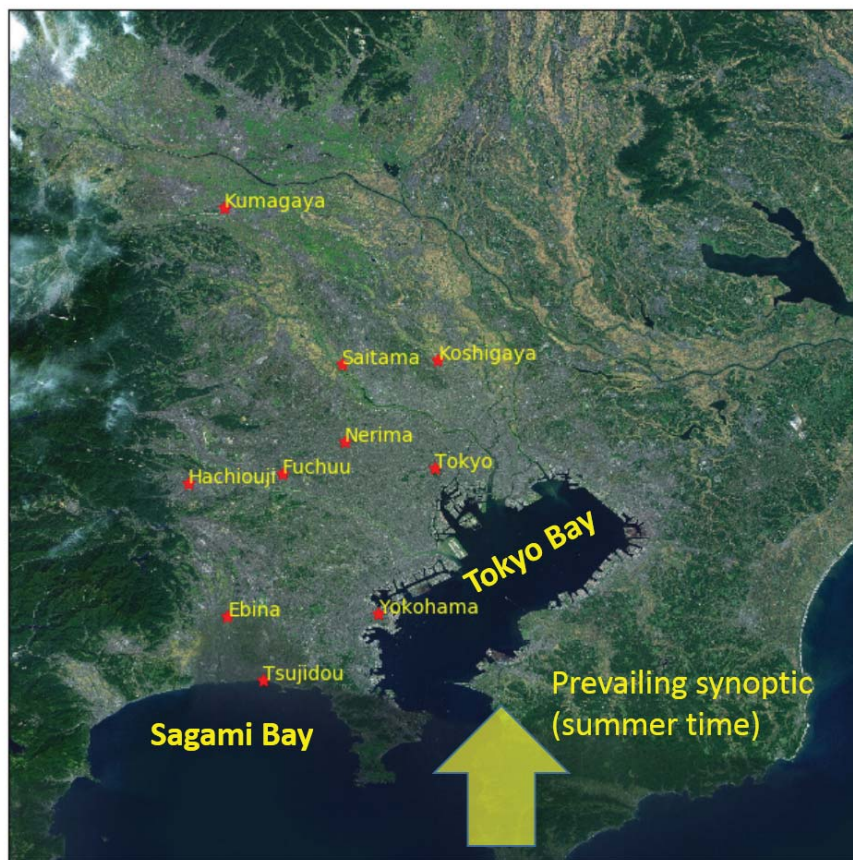 Kumagaya
Saitama
Koshigaya
Nerima
Fuchuu
Tokyo
Hachiouji
Tokyo Bay
Ebina
Yokohama
Tsujidou
Prevailing synoptic
(summer time)
Sagami Bay